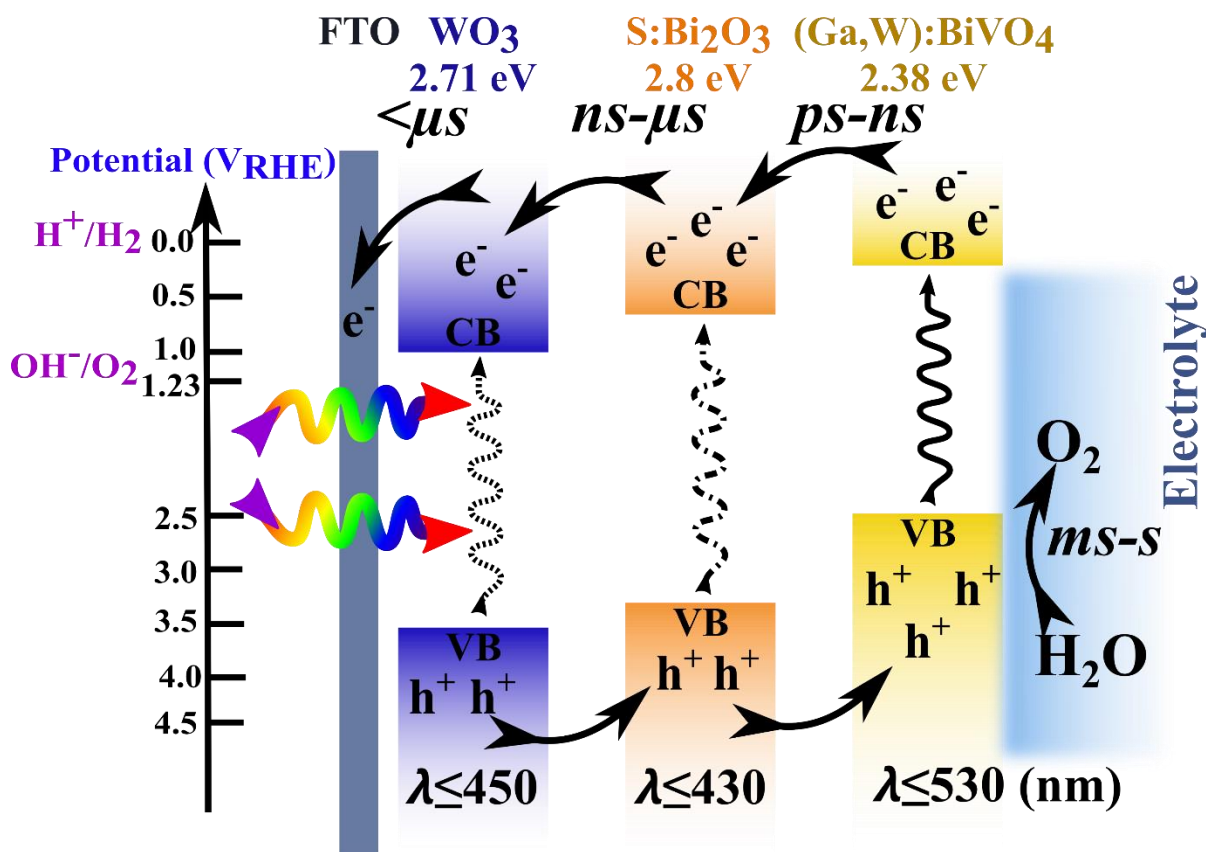 FTO WO3 S:Bi2O3 (Ga,W):BiVO4
2.71 eV 2.8 eV 2.38 eV
<μs ns-μs ps-ns
Potential (VRHE)
H+/H2
0.0
0.5
OH-/O2
1.0
1.23
2.5
3.0
3.5
4.0
4.5
e-
e- e-
CB
e- e- e-
CB
e- e- e-
CB
VB
h+ h+
VB
h+ h+
VB
h+ h+
h+
λ≤450 λ≤430 λ≤530 (nm)
O2
ms-s
H2O
Electrolyte